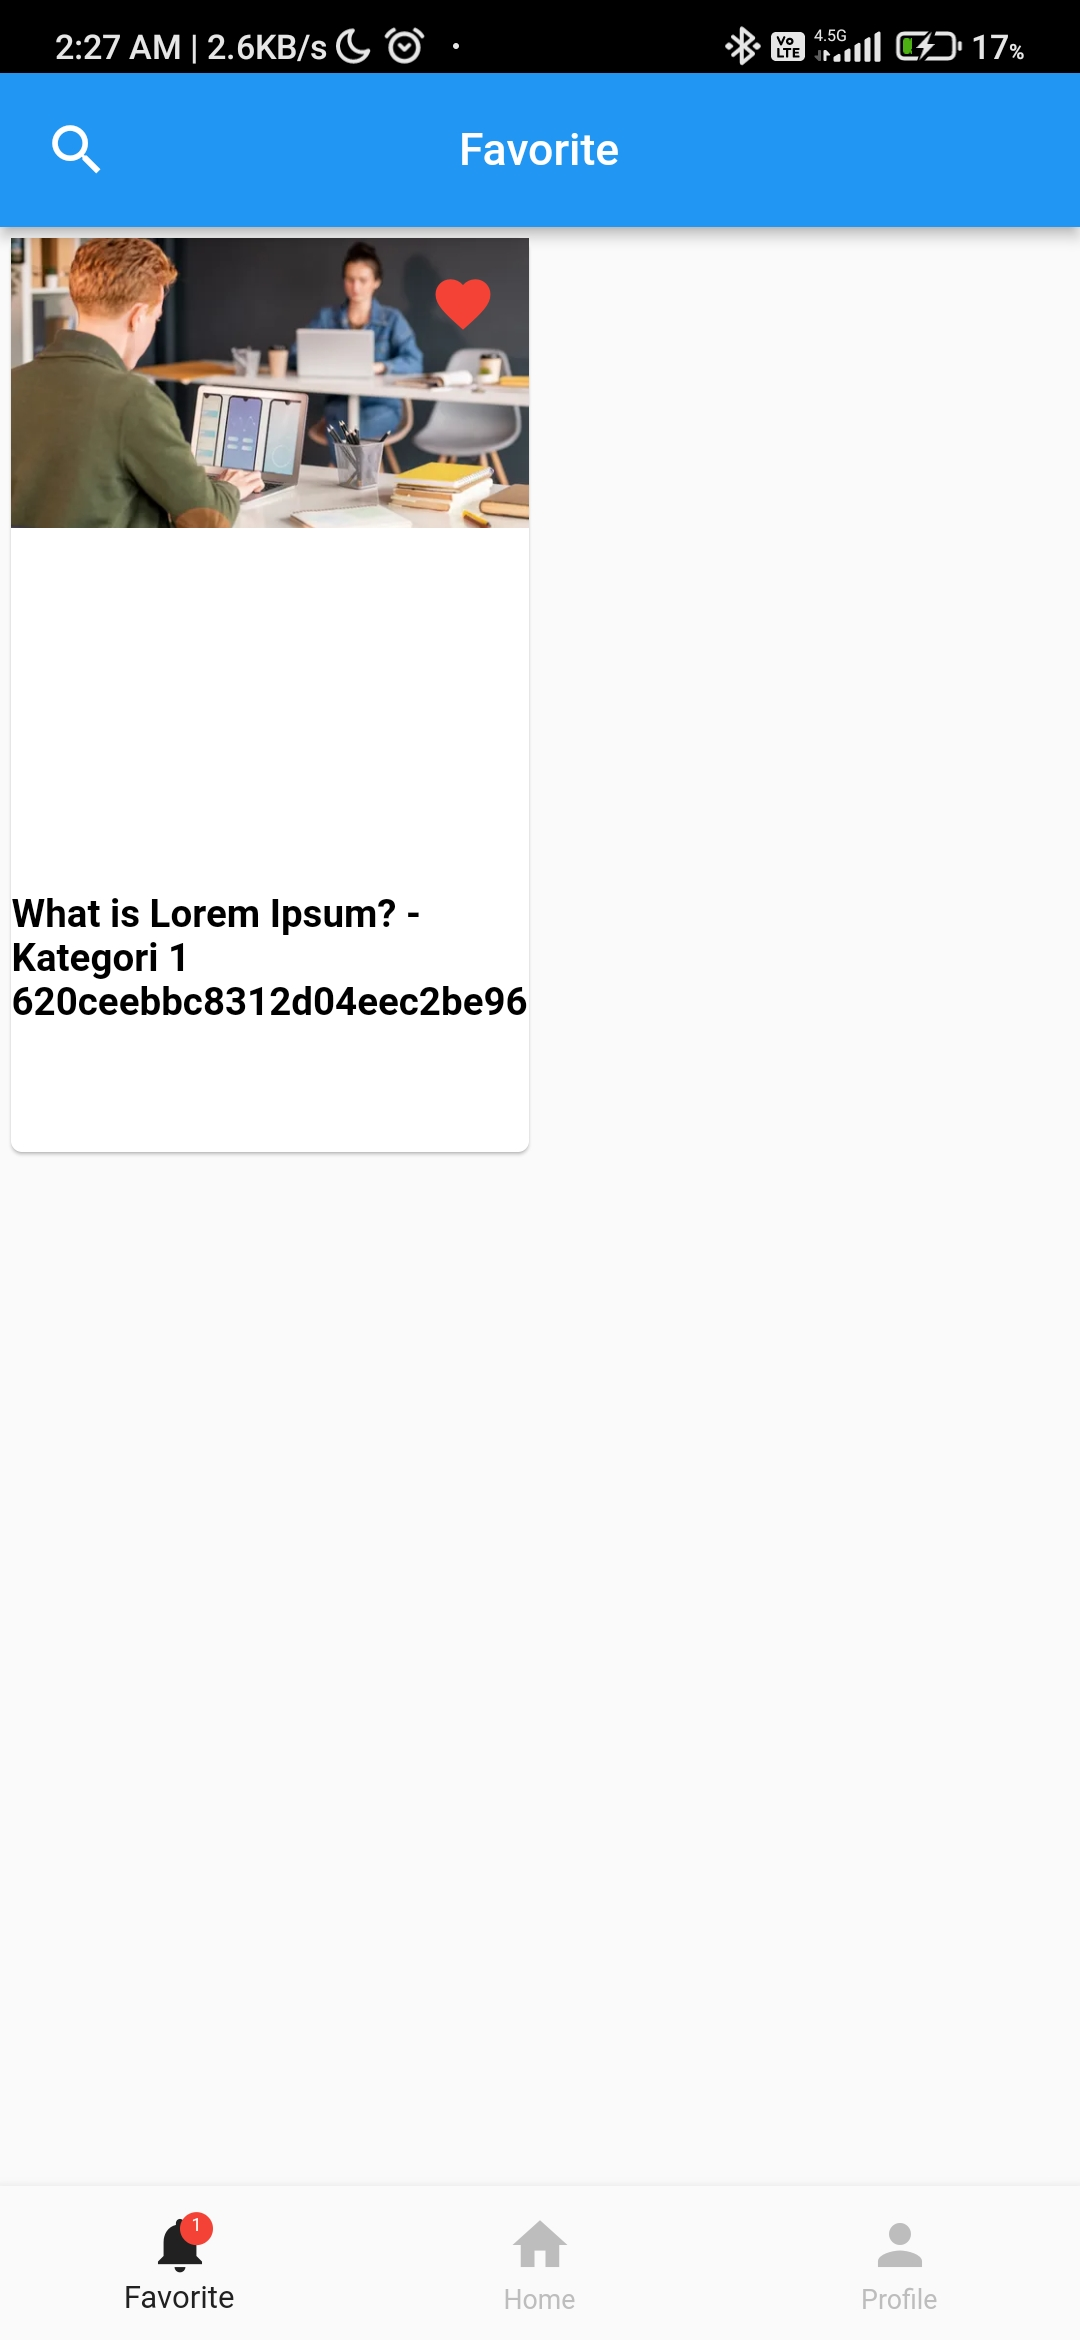 2:27 AM | 2.6KB/s
Vo LTE 4.5G 17%
Favorite
What is Lorem Ipsum? -
Kategori 1
620ceebbc8312d04eec2be96
1
Favorite Home Profile